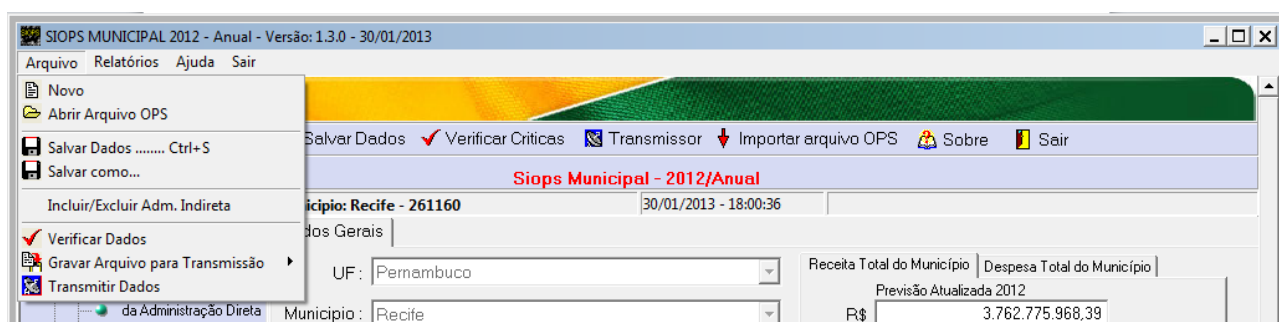 SIOPS MUNICIPAL 2012 - Anual - Versão: 1.3.0 - 30/01/2013
Arquivo Relatórios Ajuda Sair
Novo
Abrir Arquivo OPS
Salvar Dados ........ Ctrl+S
Salvar como...
Incluir/Excluir Adm. Indireta
Verificar Dados
Gravar Arquivo para Transmissão
Transmitir Dados
Salvar Dados Verificar Criticas Transmissor Importar arquivo OPS Sobre Sair
Siops Municipal - 2012/Anual
icipio: Recife - 261160 30/01/2013 - 18:00:36
dos Gerais
UF: Pernambuco
Receita Total do Município Despesa Total do Município
Previsão Atualizada 2012
da Administração Direta Municipio: Recife R$ 3.762.775.968,39